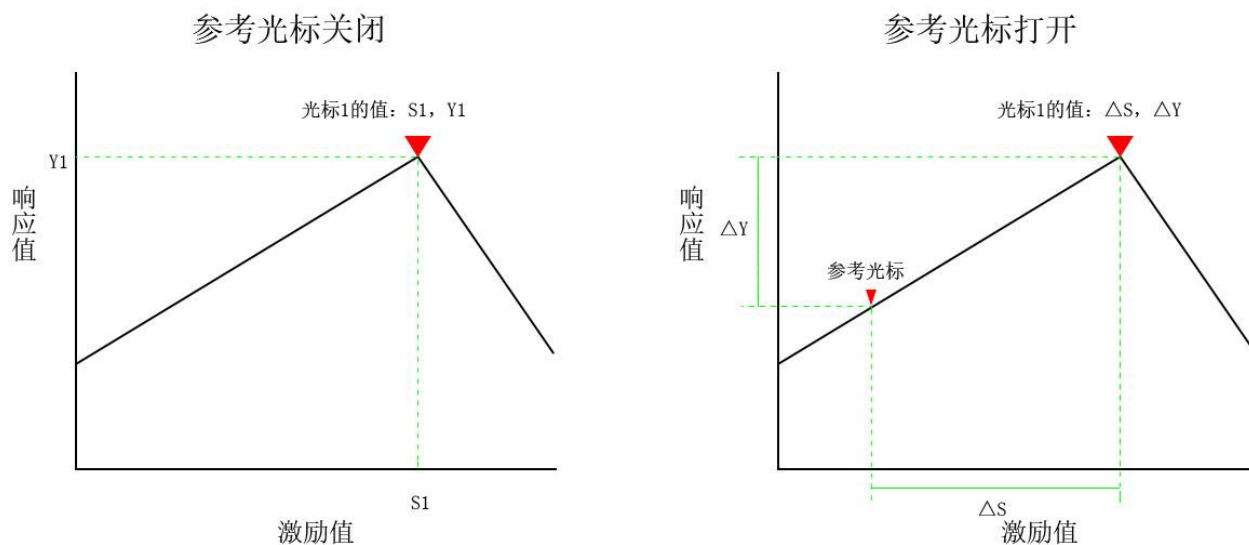 参考光标关闭
光标1的值: S1, Y1
Y1
响应值
S1
激励值
参考光标打开
光标1的值: △S, △Y
响应值
△Y
参考光标
△S
激励值